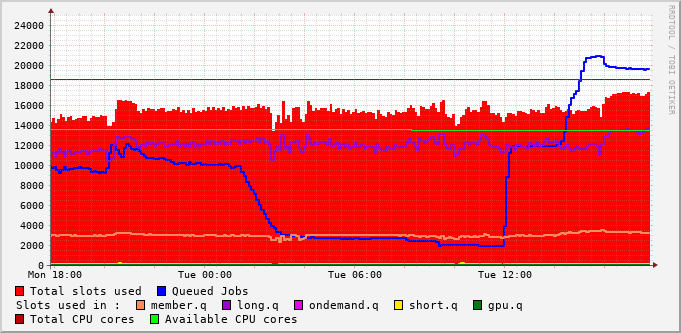 24000
22000
20000
18000
16000
14000
12000
10000
8000
6000
4000
2000
0
Mon 18:00 Tue 00:00 Tue 06:00 Tue 12:00
RRDTOOL / TOBI OETIKER
Total slots used Queued Jobs
Slots used in : member.q long.q ondemand.q short.q gpu.q
Total CPU cores Available CPU cores